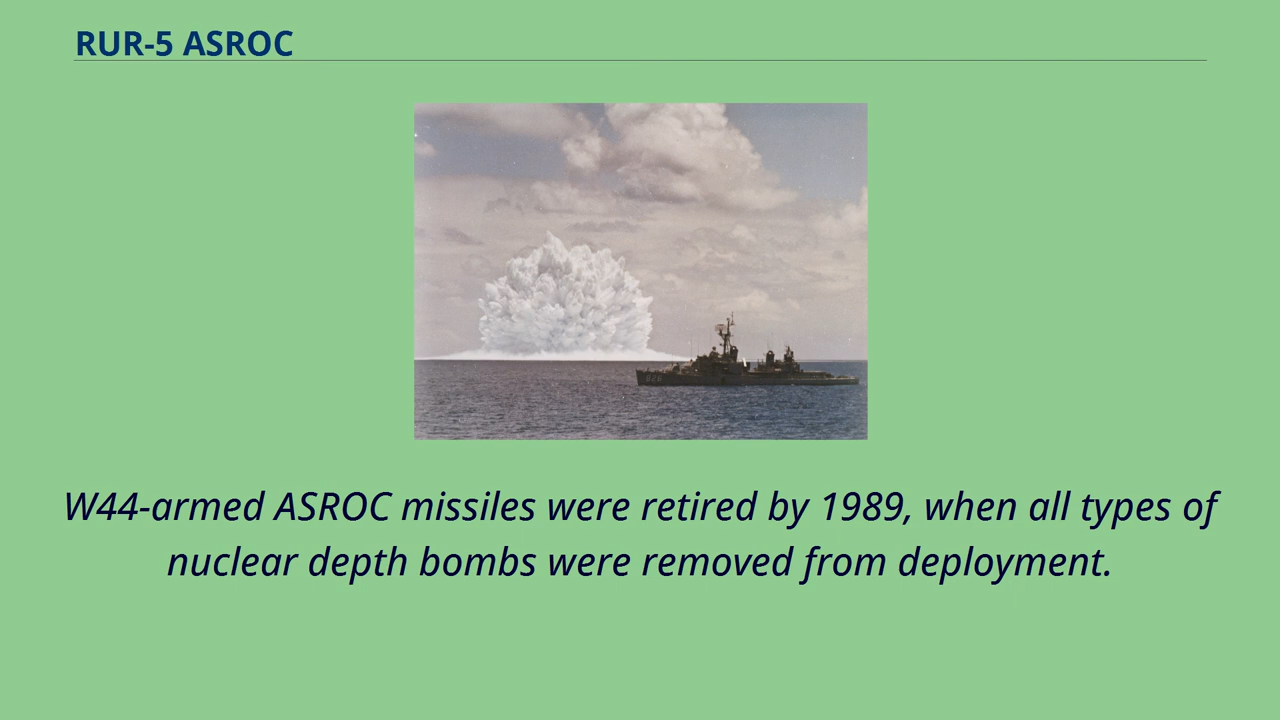 RUR-5 ASROC
W44-armed ASROC missiles were retired by 1989, when all types of
nuclear depth bombs were removed from deployment.